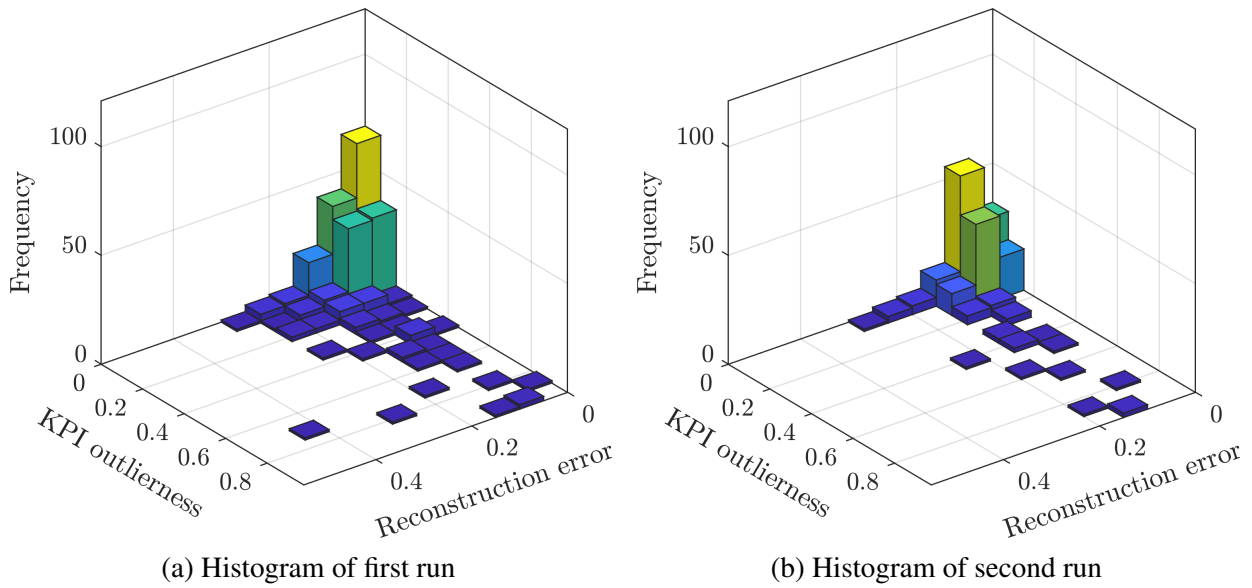 100
50
0
Frequency
0
0.2
0.4
0.6
0.8
KPI outlierness
0.4
0.2
0
Reconstruction error
(a) Histogram of first run
100
50
0
Frequency
0
0.2
0.4
0.6
0.8
KPI outlierness
0.4
0.2
0
Reconstruction error
(b) Histogram of second run